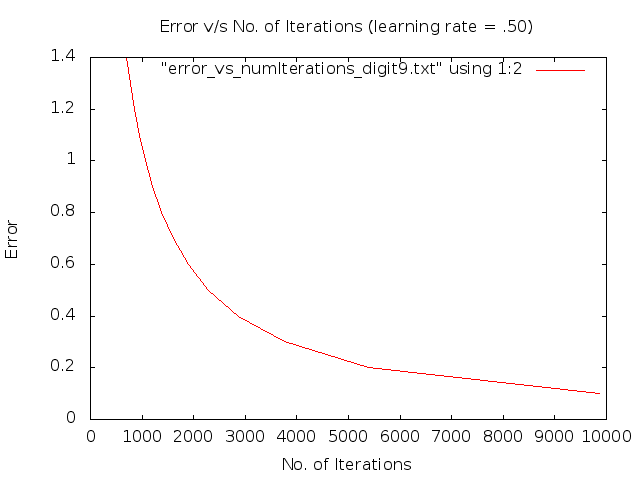 Error v/s No. of Iterations (learning rate = .50)
"error_vs_numIterations_digit9.txt" using 1:2
1.4
1.2
1
0.8
0.6
0.4
0.2
0
Error
0 1000 2000 3000 4000 5000 6000 7000 8000 9000 10000
No. of Iterations